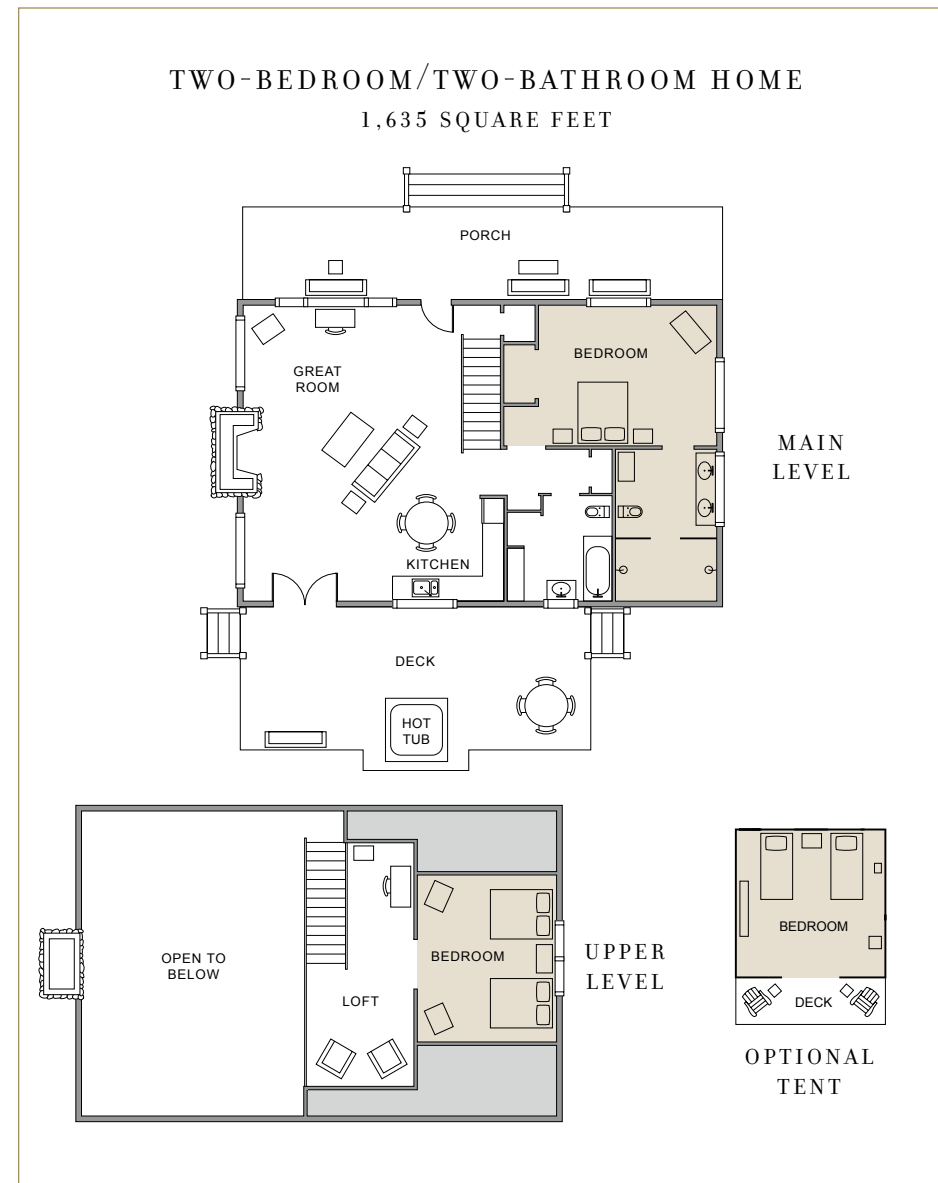 TWO-BEDROOM/TWO-BATHROOM HOME
1,635 SQUARE FEET
PORCH
BEDROOM
GREAT
ROOM
MAIN
LEVEL
KITCHEN
DECK
HOT
TUB
OPEN TO
BELOW
LOFT
BEDROOM
UPPER
LEVEL
BEDROOM
DECK
OPTIONAL
TENT